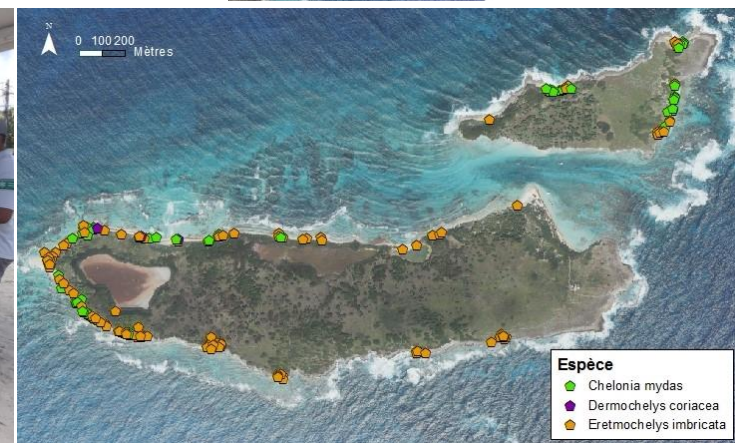 N
0 100 200
Mètres
Espèce
Chelonia mydas
Dermochelys coriacea
Eretmochelys imbricata